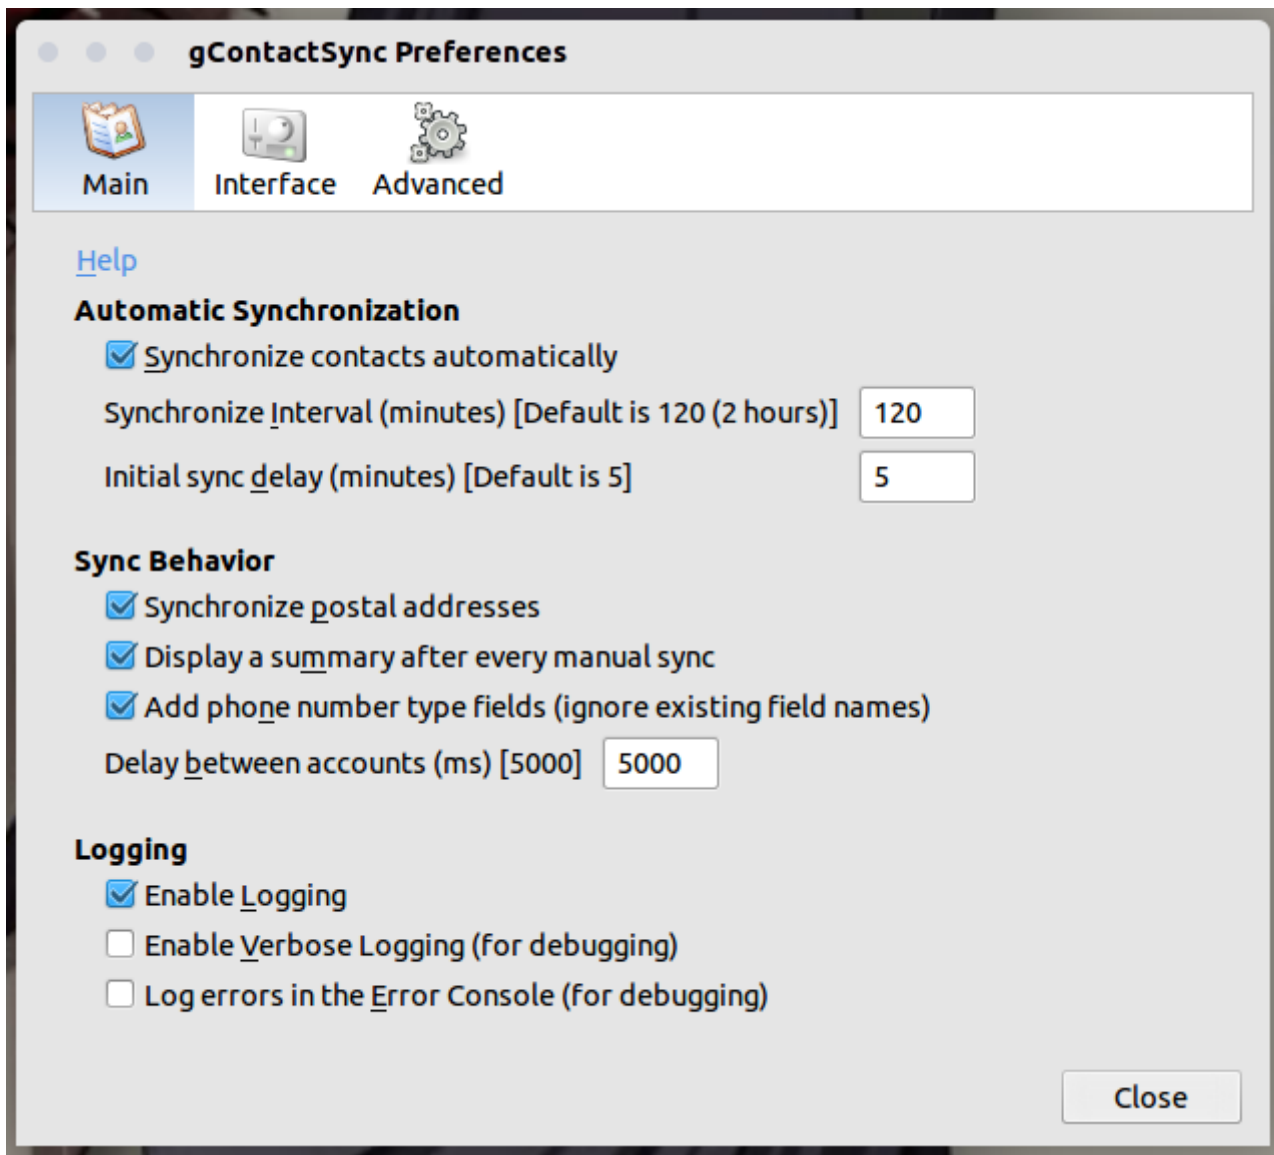 gContactSync Preferences
Main
Interface
Advanced
Help
Automatic Synchronization
Synchronize contacts automatically
Synchronize Interval (minutes) [Default is 120 (2 hours)] 120
Initial sync delay (minutes) [Default is 5] 5
Sync Behavior
Synchronize postal addresses
Display a summary after every manual sync
Add phone number type fields (ignore existing field names)
Delay between accounts (ms) [5000] 5000
Logging
Enable Logging
Enable Verbose Logging (for debugging)
Log errors in the Error Console (for debugging)
Close